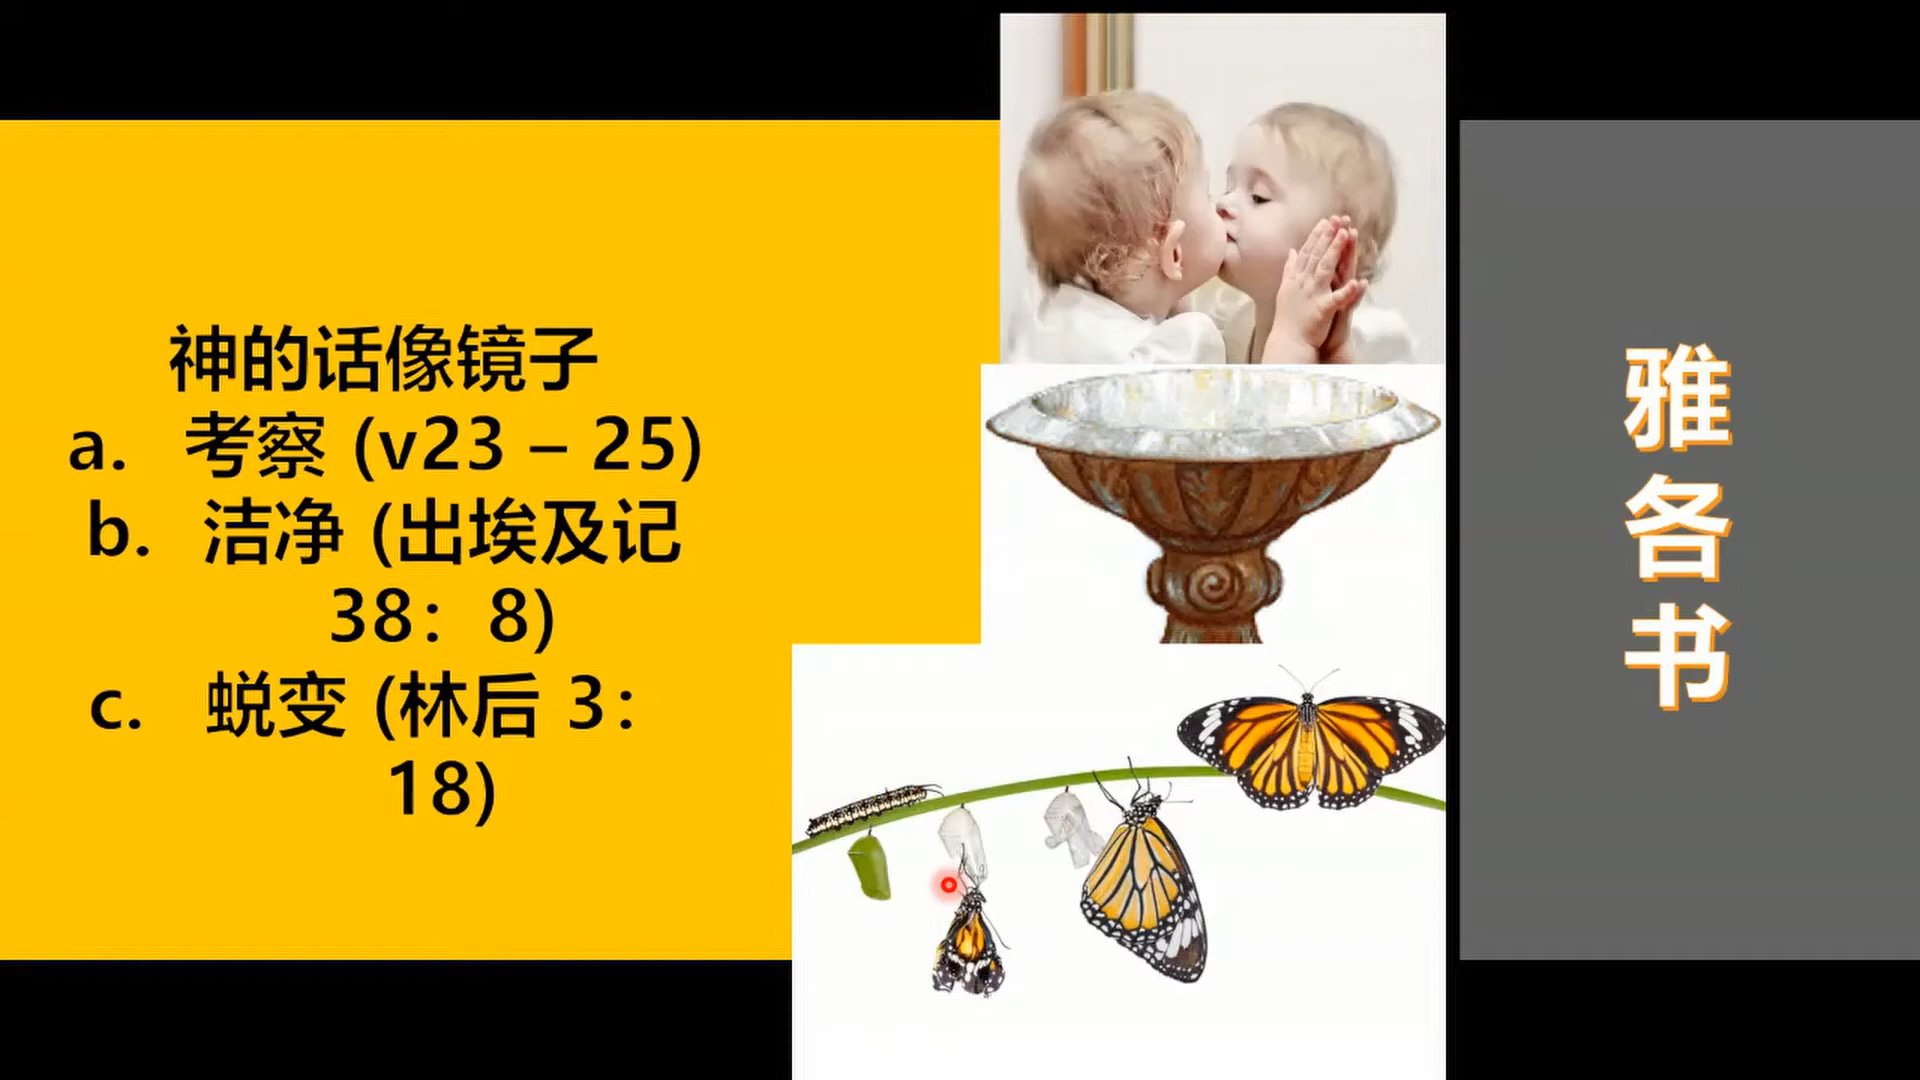 神的话像镜子
a. 考察 (v23 – 25)
b. 洁净 (出埃及记
38：8)
c. 蜕变 (林后 3：
18)
雅各书